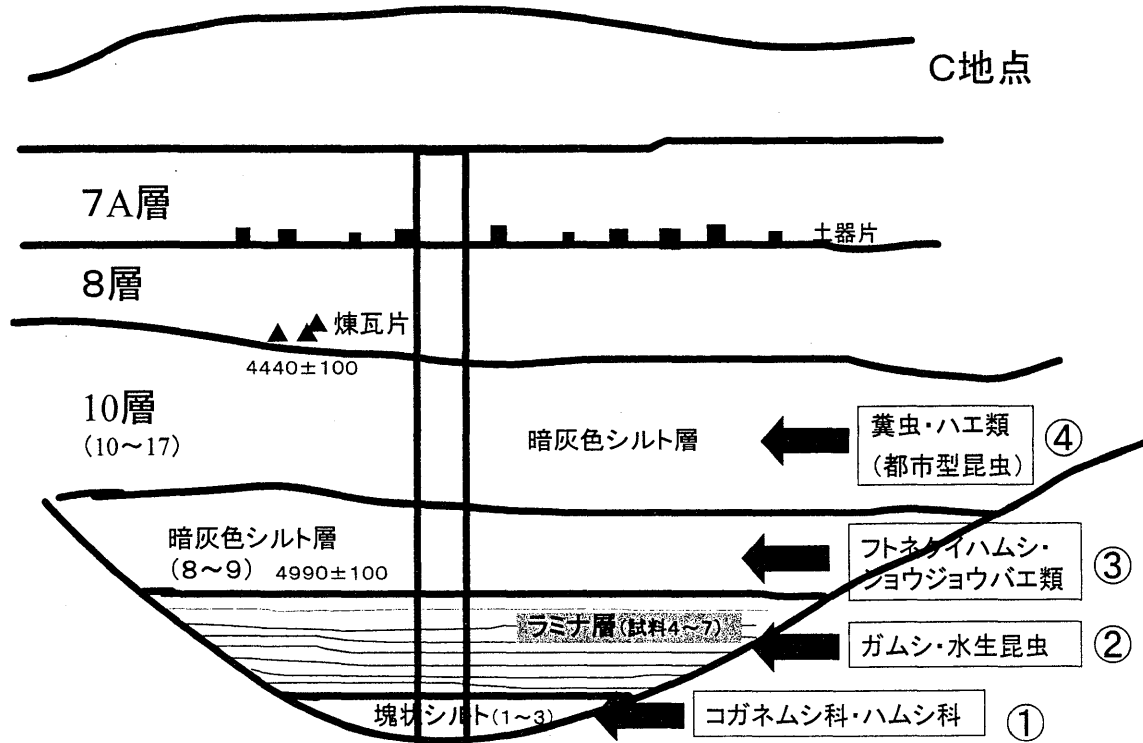 C地点
7A層
土器片
8層
煉瓦片
4440±100
10層
(10〜17)
暗灰色シルト層
糞虫・ハエ類
(都市型昆虫)
④
暗灰色シルト層
(8〜9) 4990±100
フトネクイハムシ・
ショウジョウバエ類
③
ラミナ層(試料4〜7)
ガムシ・水生昆虫
②
塊状シルト(1〜3)
コガネムシ科・ハムシ科
①